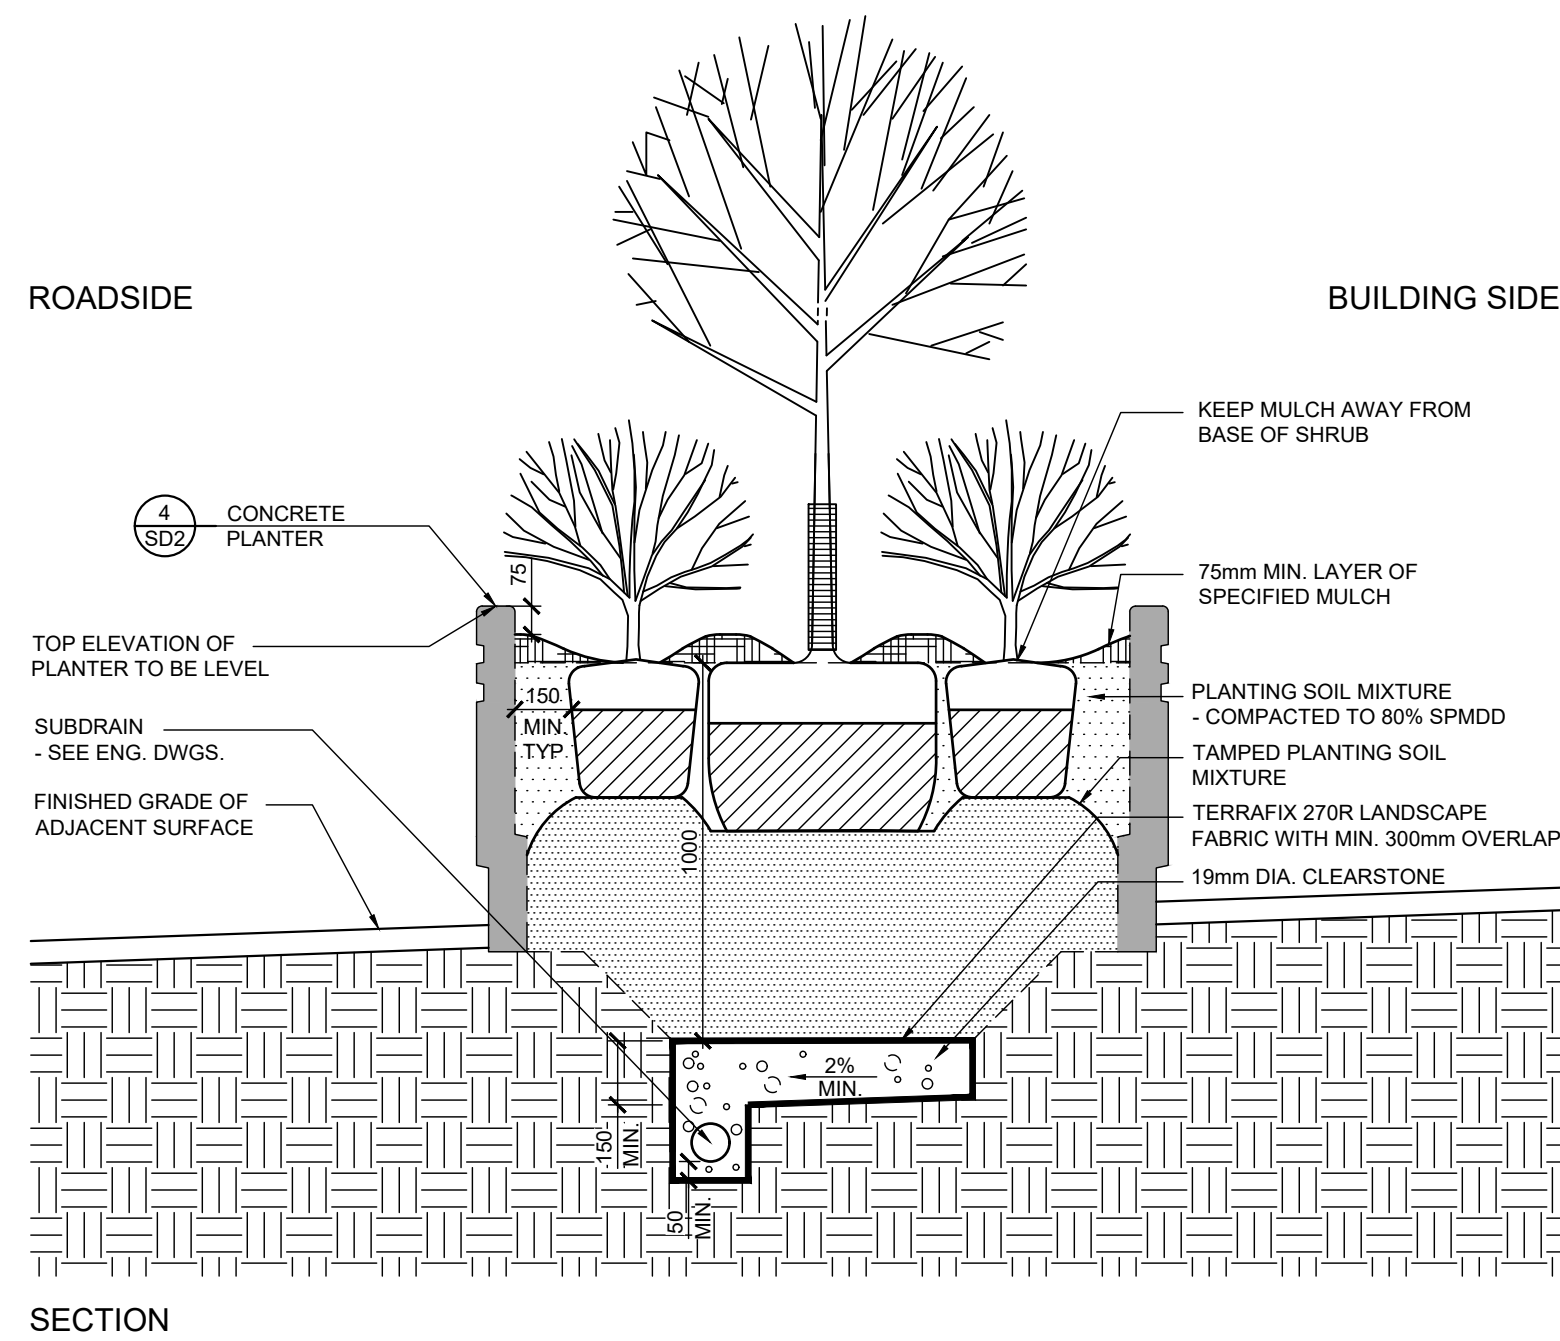 ROADSIDE
BUILDING SIDE
KEEP MULCH AWAY FROM
BASE OF SHRUB
4
SD2
CONCRETE
PLANTER
75
75mm MIN. LAYER OF
SPECIFIED MULCH
TOP ELEVATION OF
PLANTER TO BE LEVEL
150
MIN.
TYP
PLANTING SOIL MIXTURE
- COMPACTED TO 80% SPMDD
SUBDRAIN
- SEE ENG. DWGS.
TAMPED PLANTING SOIL
MIXTURE
FINISHED GRADE OF
ADJACENT SURFACE
1000
TERRAFIX 270R LANDSCAPE
FABRIC WITH MIN. 300mm OVERLAP
19mm DIA. CLEARSTONE
2%
MIN.
150
MIN.
50
MIN.
SECTION